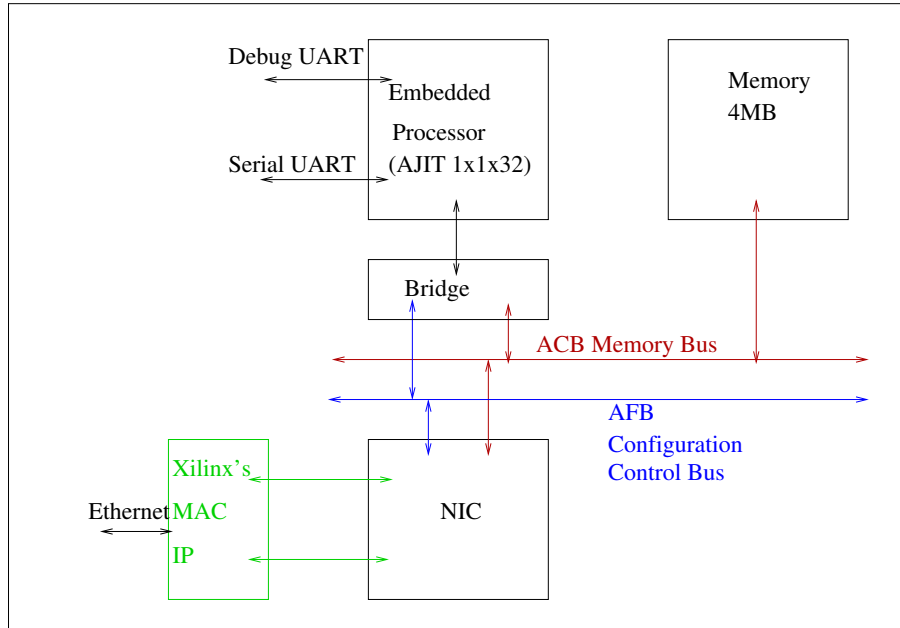 Debug UART
Serial UART
Embedded
Processor
(AJIT 1x1x32)
Memory
4MB
Bridge
ACB Memory Bus
AFB
Configuration
Control Bus
Ethernet
Xilinx's
MAC
IP
NIC